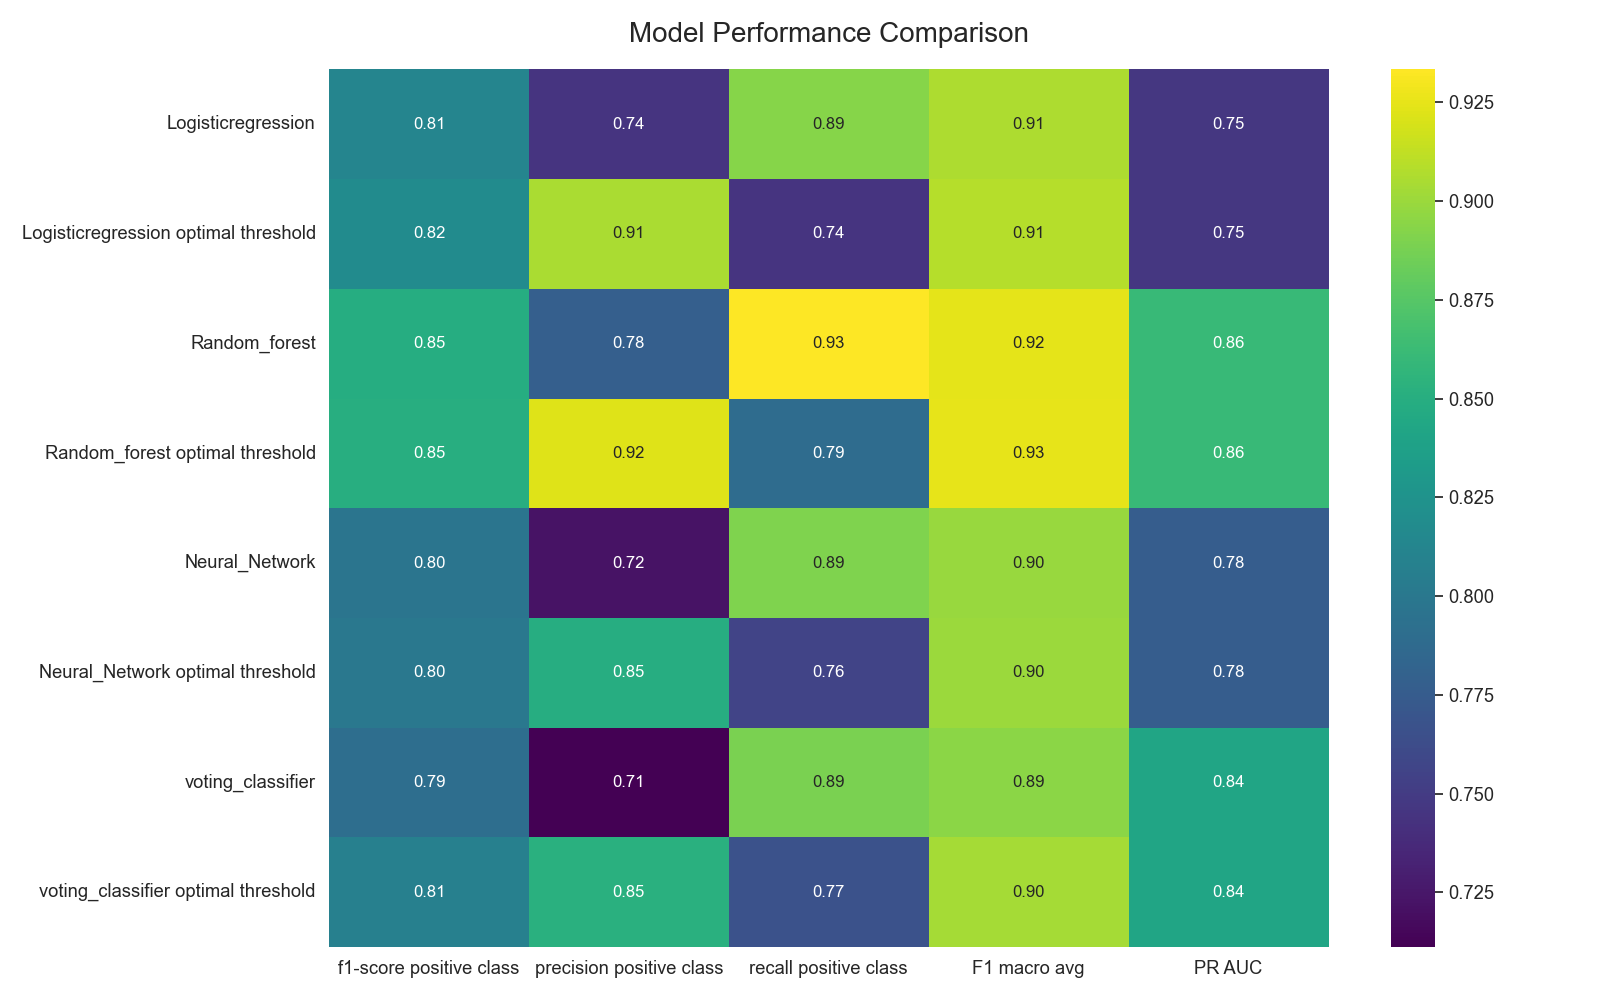 Model Performance Comparison
Logisticregression 0.81 0.74 0.89 0.91 0.75
Logisticregression optimal threshold 0.82 0.91 0.74 0.91 0.75
Random_forest 0.85 0.78 0.93 0.92 0.86
Random_forest optimal threshold 0.85 0.92 0.79 0.93 0.86
Neural_Network 0.80 0.72 0.89 0.90 0.78
Neural_Network optimal threshold 0.80 0.85 0.76 0.90 0.78
voting_classifier 0.79 0.71 0.89 0.89 0.84
voting_classifier optimal threshold 0.81 0.85 0.77 0.90 0.84
f1-score positive class precision positive class recall positive class F1 macro avg PR AUC
0.925
0.900
0.875
0.850
0.825
0.800
0.775
0.750
0.725